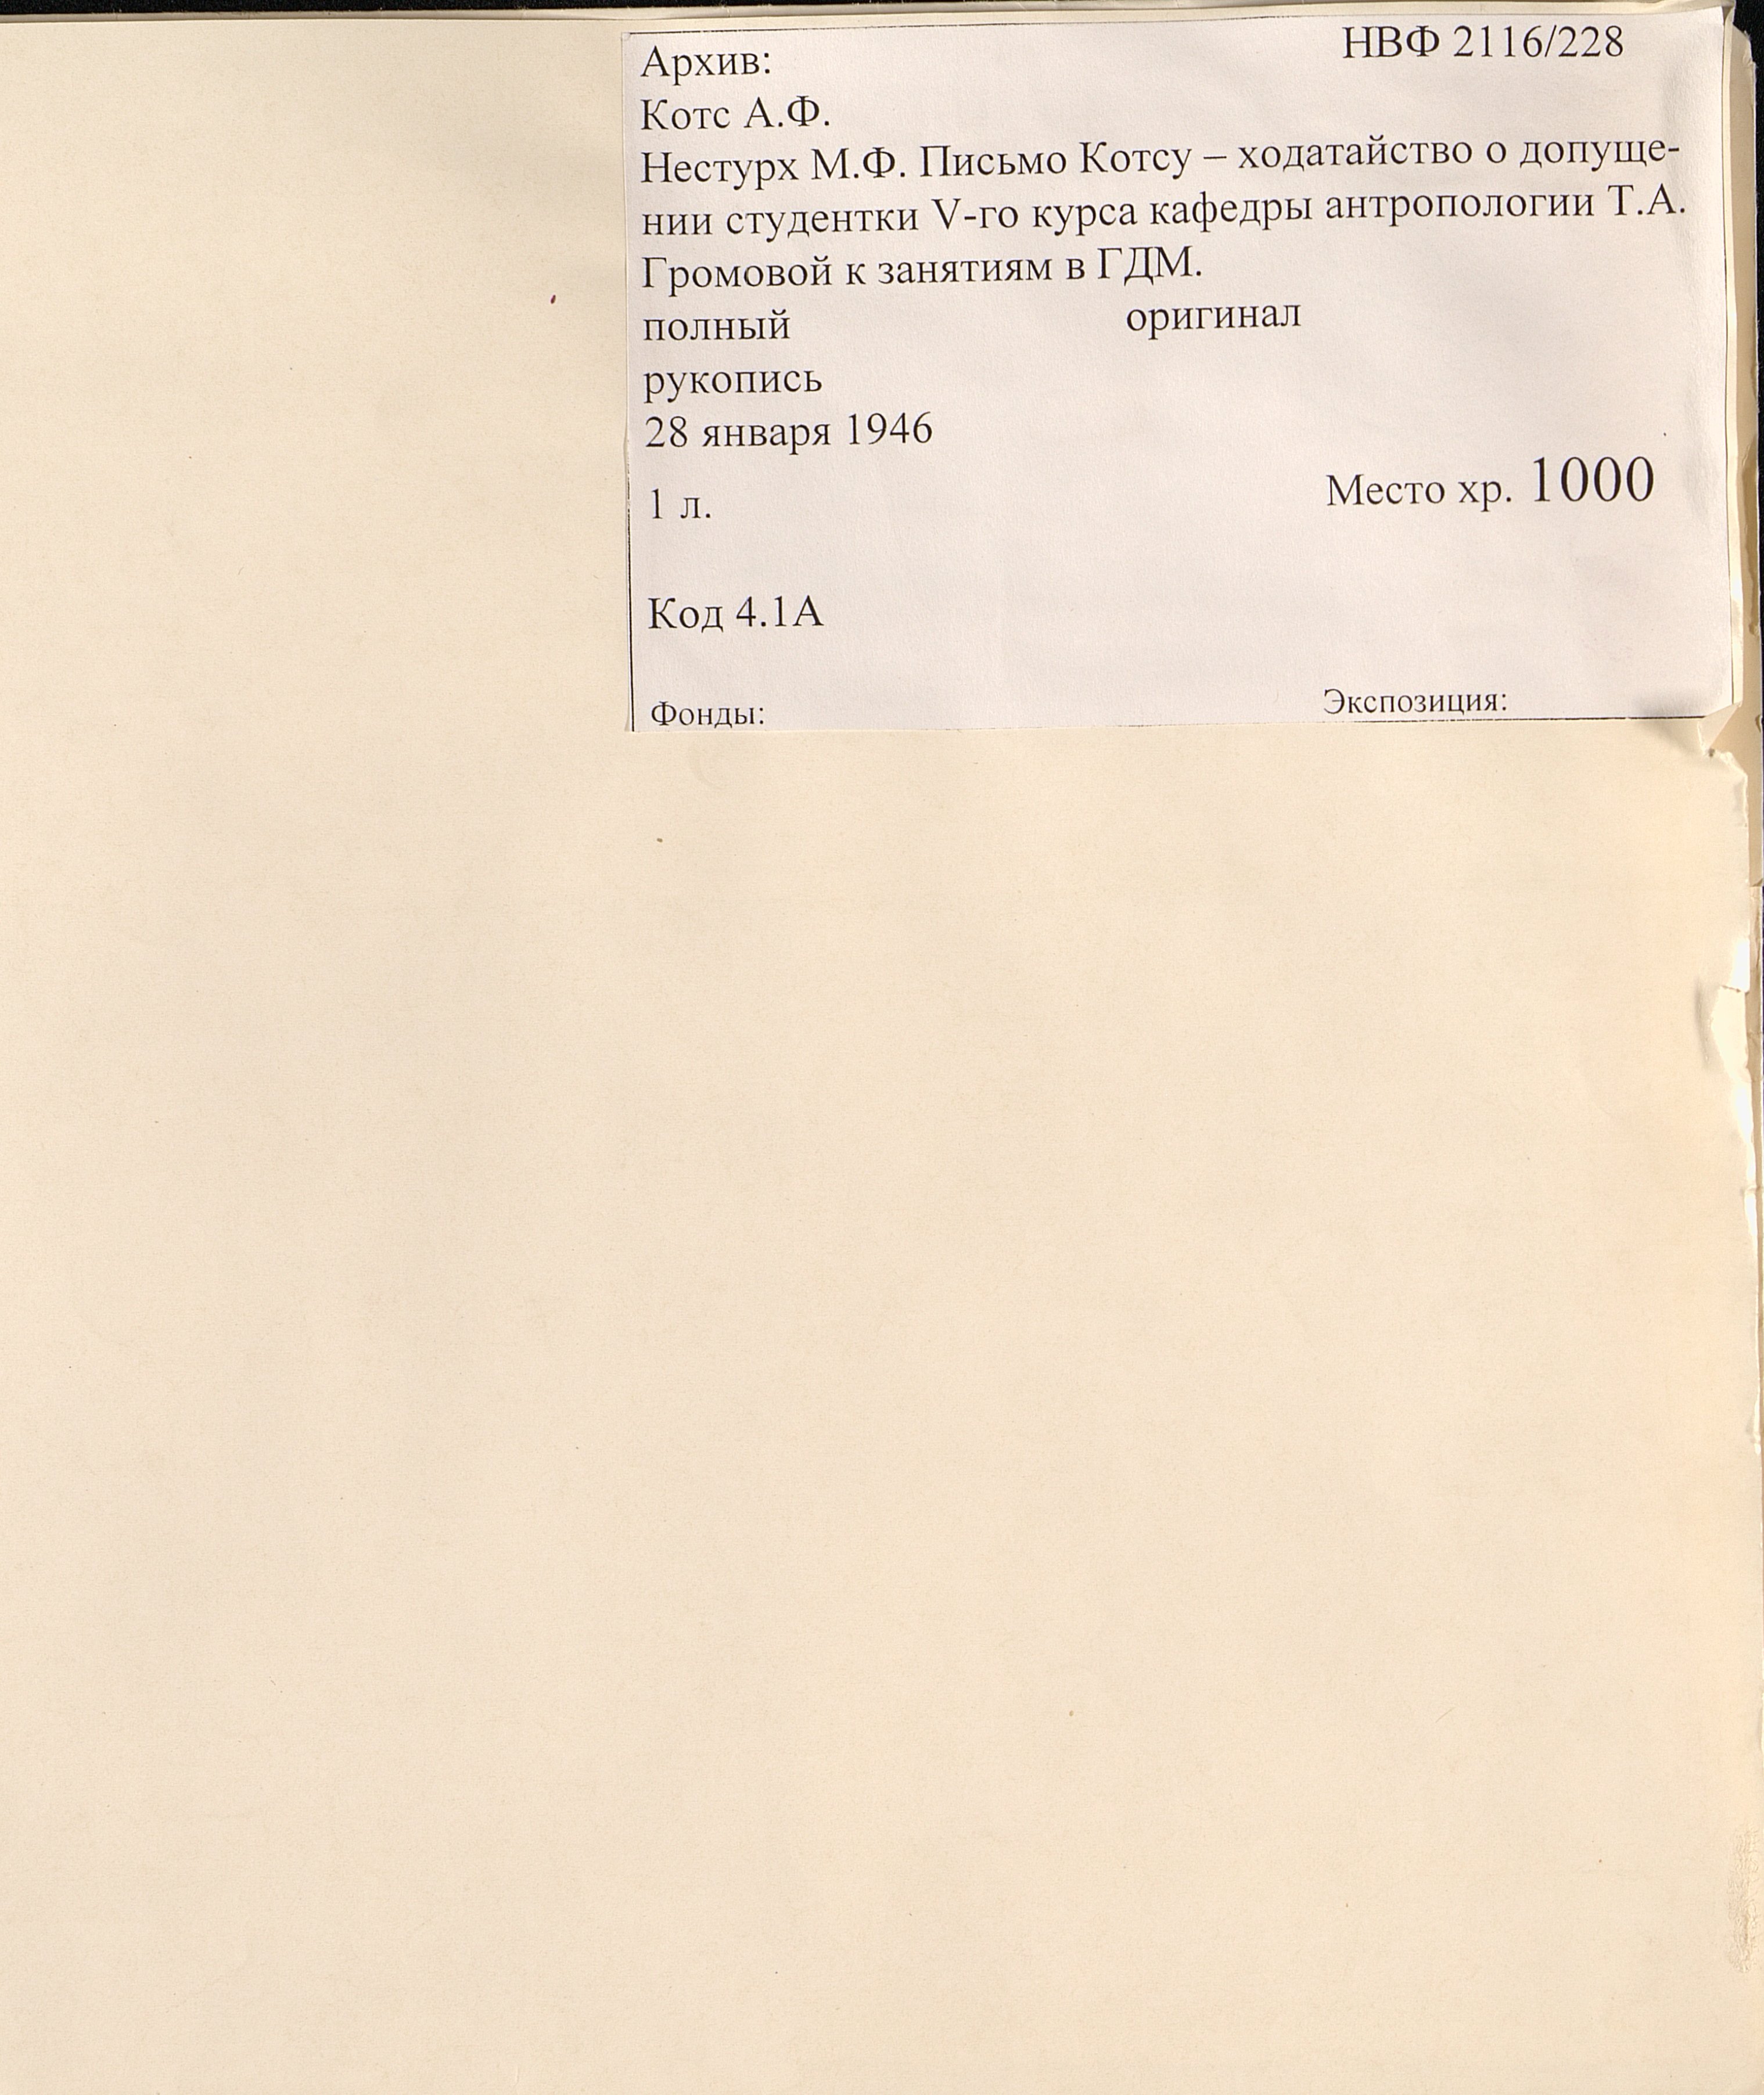 Архив: НВФ 2116/228
Котс А.Ф.
Нестурх М.Ф. Письмо Котсу – ходатайство о допуще-
нии студентки V-го курса кафедры антропологии Т.А.
Громовой к занятиям в ГДМ.
полный оригинал
рукопись
28 января 1946
1 л. Место хр. 1000
Код 4.1А
Фонды: Экспозиция: